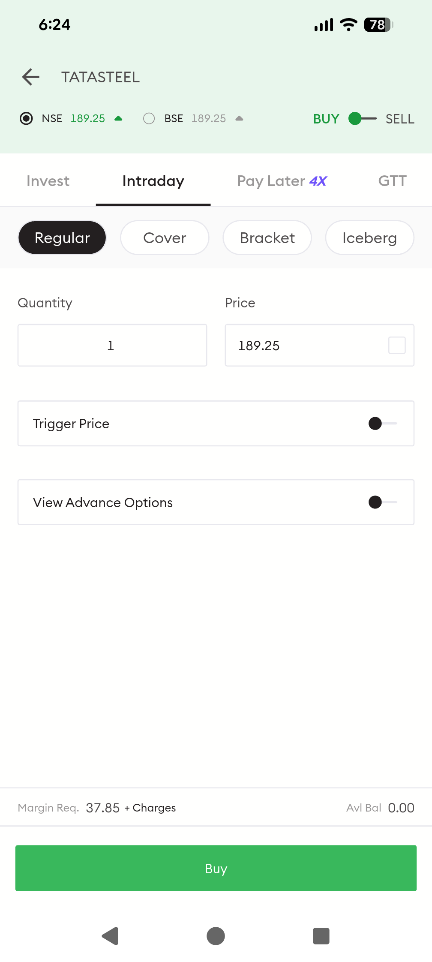 6:24 78
TATASTEEL
NSE 189.25 BSE 189.25 BUY SELL
Invest Intraday Pay Later 4X GTT
Regular Cover Bracket Iceberg
Quantity Price
1 189.25
Trigger Price
View Advance Options
Margin Req. 37.85 + Charges Avl Bal 0.00
Buy